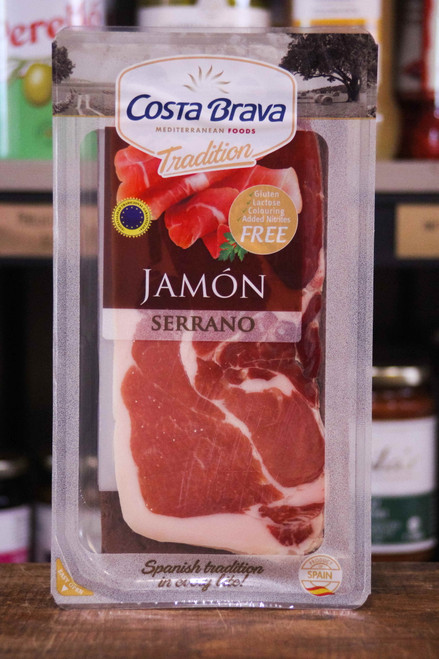 COSTA BRAVA
MEDITERRANEAN FOODS
Tradition
Gluten
Lactose
Colouring
Added Nitrites
FREE
JAMÓN
SERRANO
Spanish tradition
in every bite!
SPAIN